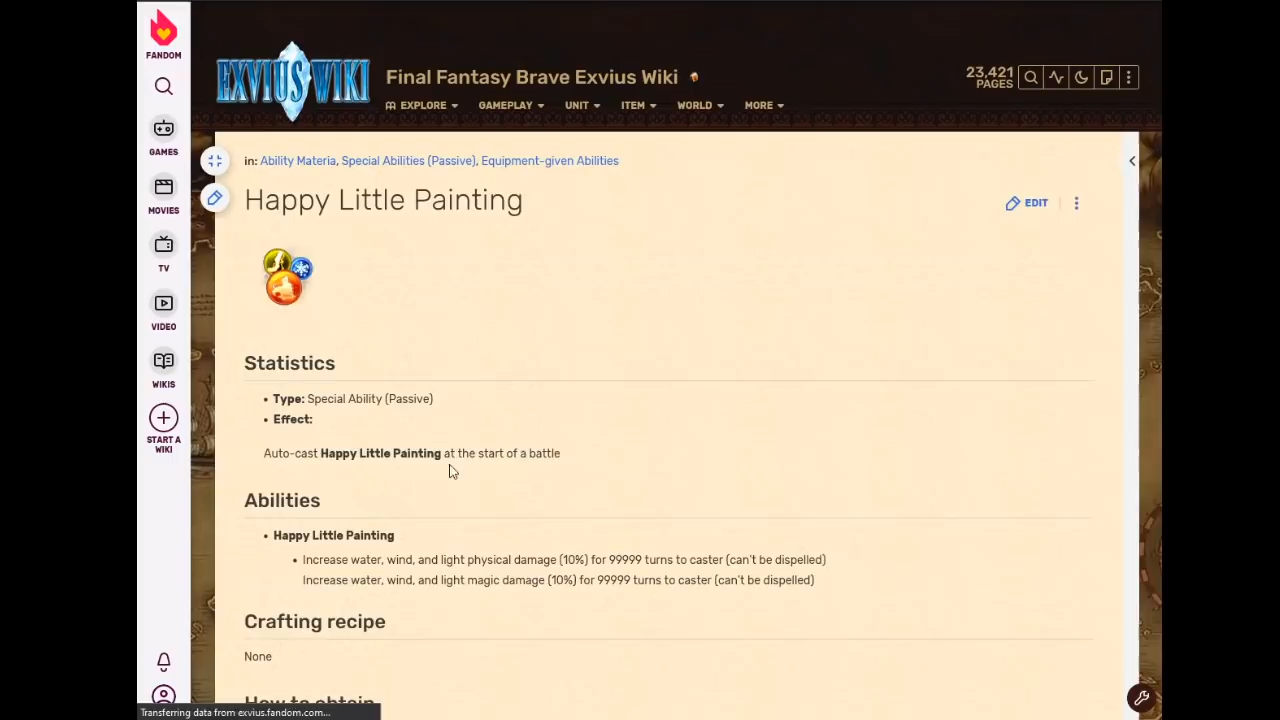 FANDOM
GAMES
MOVIES
TV
VIDEO
WIKIS
START A
WIKI
EXVIUS WIKI
Final Fantasy Brave Exvius Wiki
23,421
PAGES
EXPLORE
GAMEPLAY
UNIT
ITEM
WORLD
MORE
in: Ability Materia, Special Abilities (Passive), Equipment-given Abilities
Happy Little Painting
EDIT
Statistics
• Type: Special Ability (Passive)
• Effect:
Auto-cast Happy Little Painting at the start of a battle
Abilities
• Happy Little Painting
• Increase water, wind, and light physical damage (10%) for 99999 turns to caster (can't be dispelled)
Increase water, wind, and light magic damage (10%) for 99999 turns to caster (can't be dispelled)
Crafting recipe
None
How to obtain
Transferring data from exvius.fandom.com...